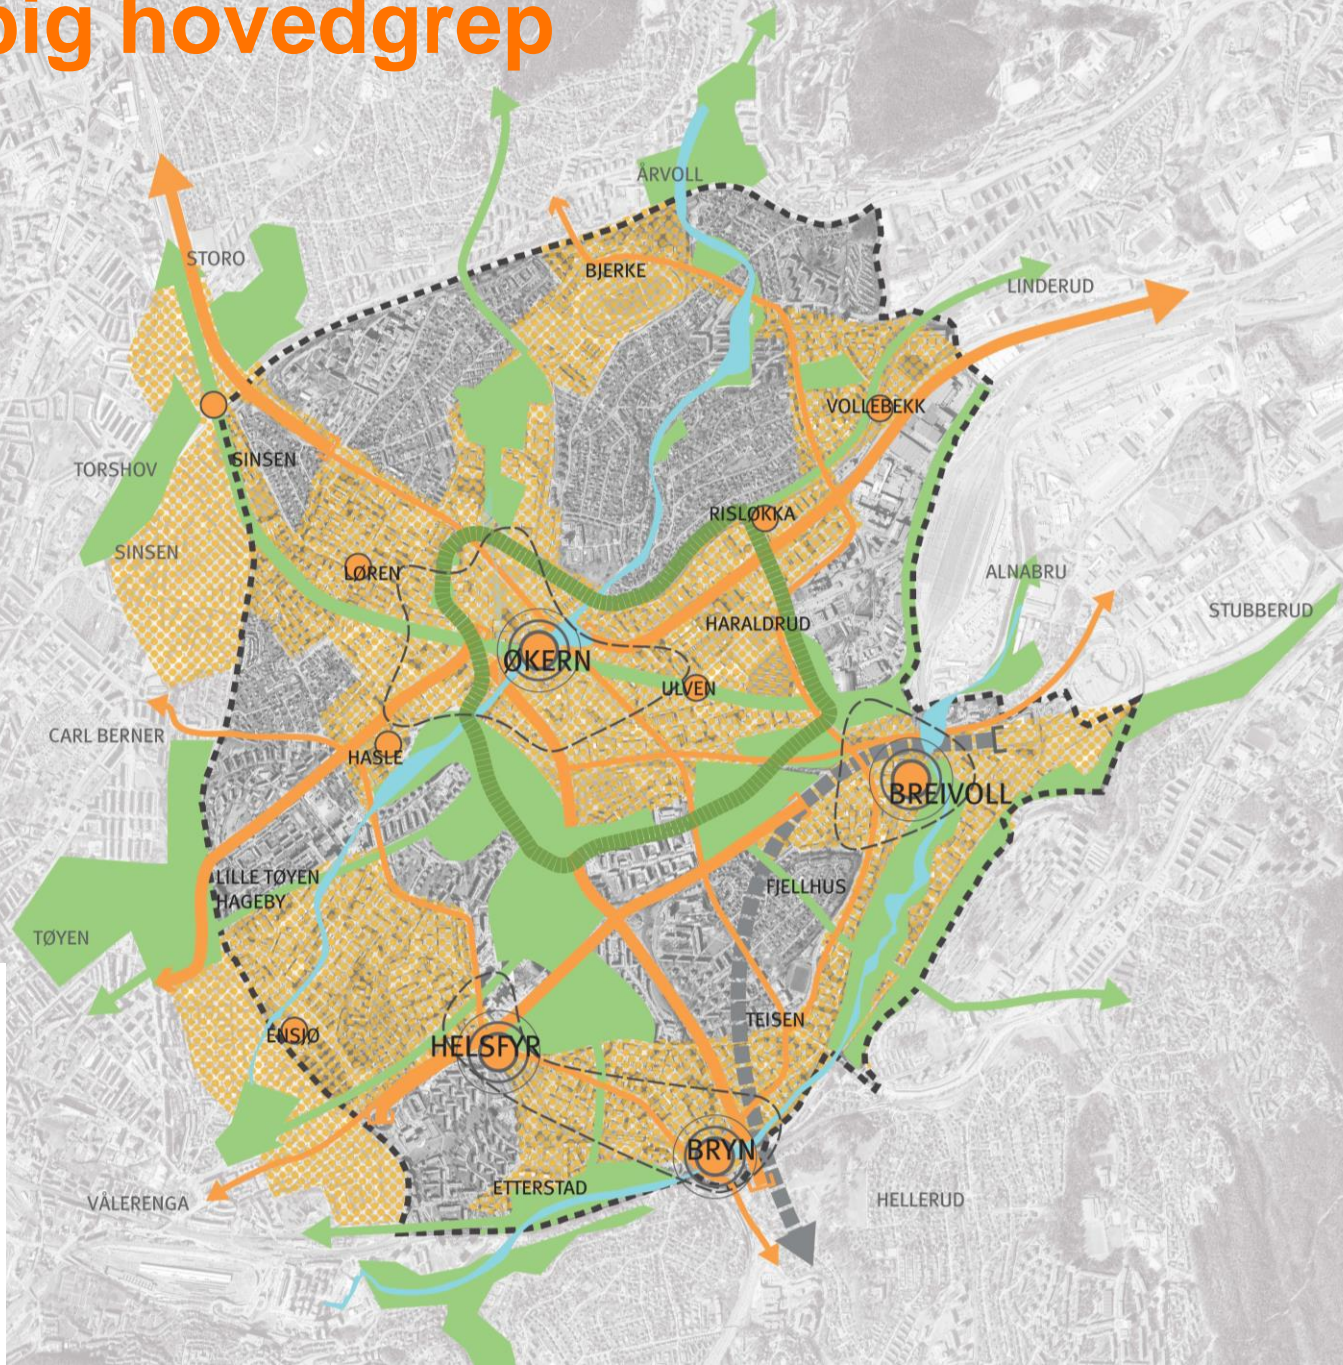 big hovedgrep
ÅRVOLL
STORO
BJERKE
LINDERUD
VOLLEBEKK
SINSEN
TORSHOV
RISLØKKA
SINSEN
LØREN
ALNABRU
STUBBERUD
HARALDRUD
ØKERN
ULVEN
CARL BERNER
HASLE
BREIVOLL
LILLE TØYEN
HAGEBY
FJELLHUS
TØYEN
TEISEN
ENSJØ
HELSFYR
BRYN
ETTERSTAD
VÅLERENGA
HELLERUD